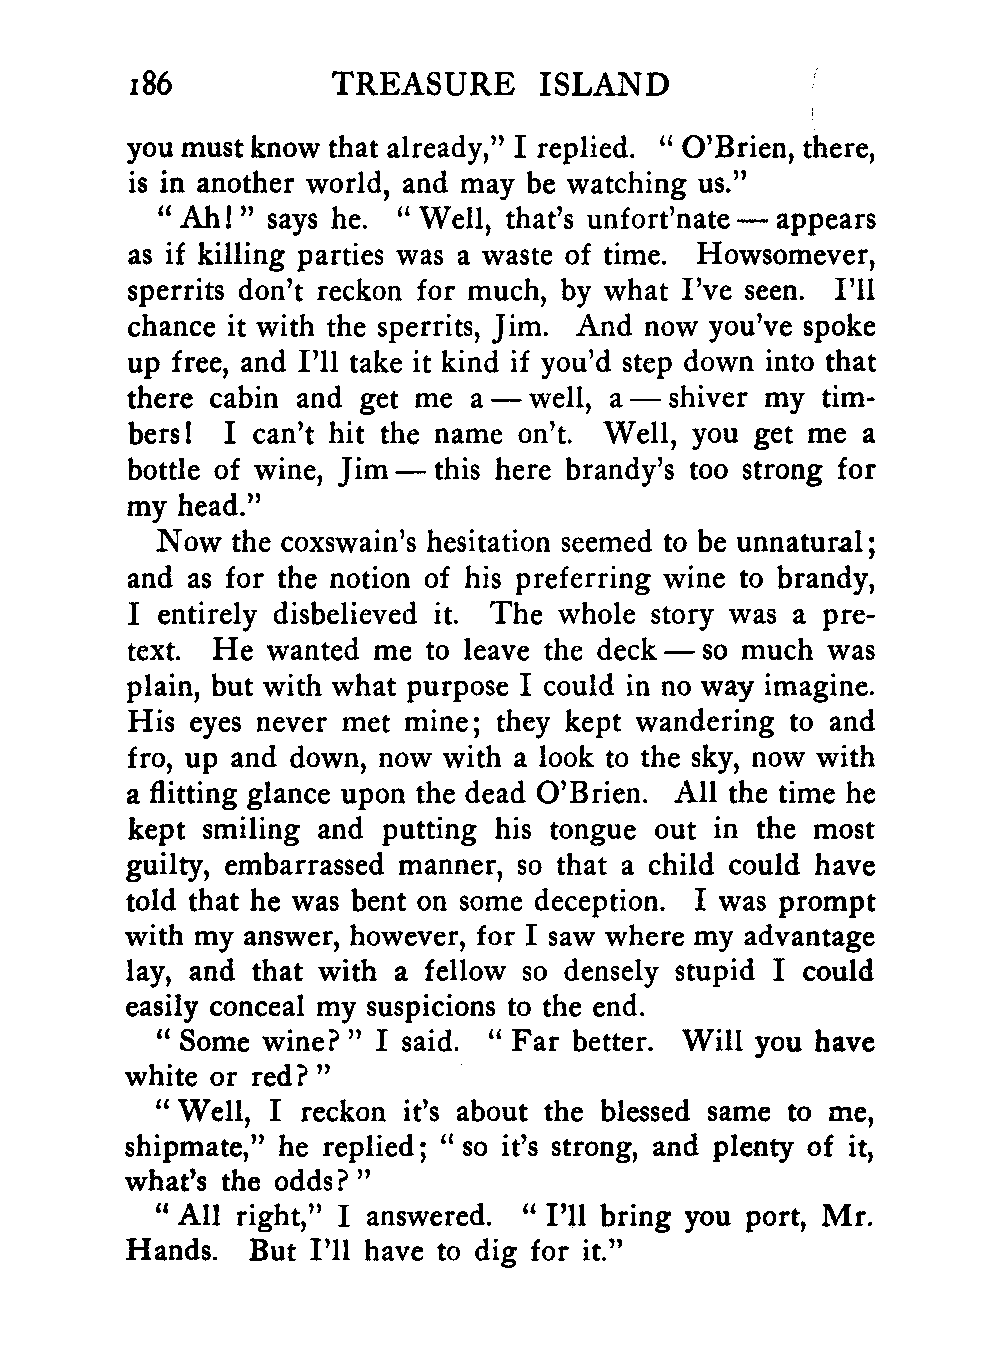 186 TREASURE ISLAND
you must know that already,” I replied. “ O’Brien, there,
is in another world, and may be watching us.”
“ Ah! ” says he. “ Well, that’s unfort’nate — appears
as if killing parties was a waste of time. Howsomever,
sperrits don’t reckon for much, by what I’ve seen. I’ll
chance it with the sperrits, Jim. And now you’ve spoke
up free, and I’ll take it kind if you’d step down into that
there cabin and get me a — well, a — shiver my tim-
bers! I can’t hit the name on’t. Well, you get me a
bottle of wine, Jim — this here brandy’s too strong for
my head.”
Now the coxswain’s hesitation seemed to be unnatural;
and as for the notion of his preferring wine to brandy,
I entirely disbelieved it. The whole story was a pre-
text. He wanted me to leave the deck — so much was
plain, but with what purpose I could in no way imagine.
His eyes never met mine; they kept wandering to and
fro, up and down, now with a look to the sky, now with
a flitting glance upon the dead O’Brien. All the time he
kept smiling and putting his tongue out in the most
guilty, embarrassed manner, so that a child could have
told that he was bent on some deception. I was prompt
with my answer, however, for I saw where my advantage
lay, and that with a fellow so densely stupid I could
easily conceal my suspicions to the end.
“ Some wine? ” I said. “ Far better. Will you have
white or red? ”
“ Well, I reckon it’s about the blessed same to me,
shipmate,” he replied; “ so it’s strong, and plenty of it,
what’s the odds? ”
“ All right,” I answered. “ I’ll bring you port, Mr.
Hands. But I’ll have to dig for it.”